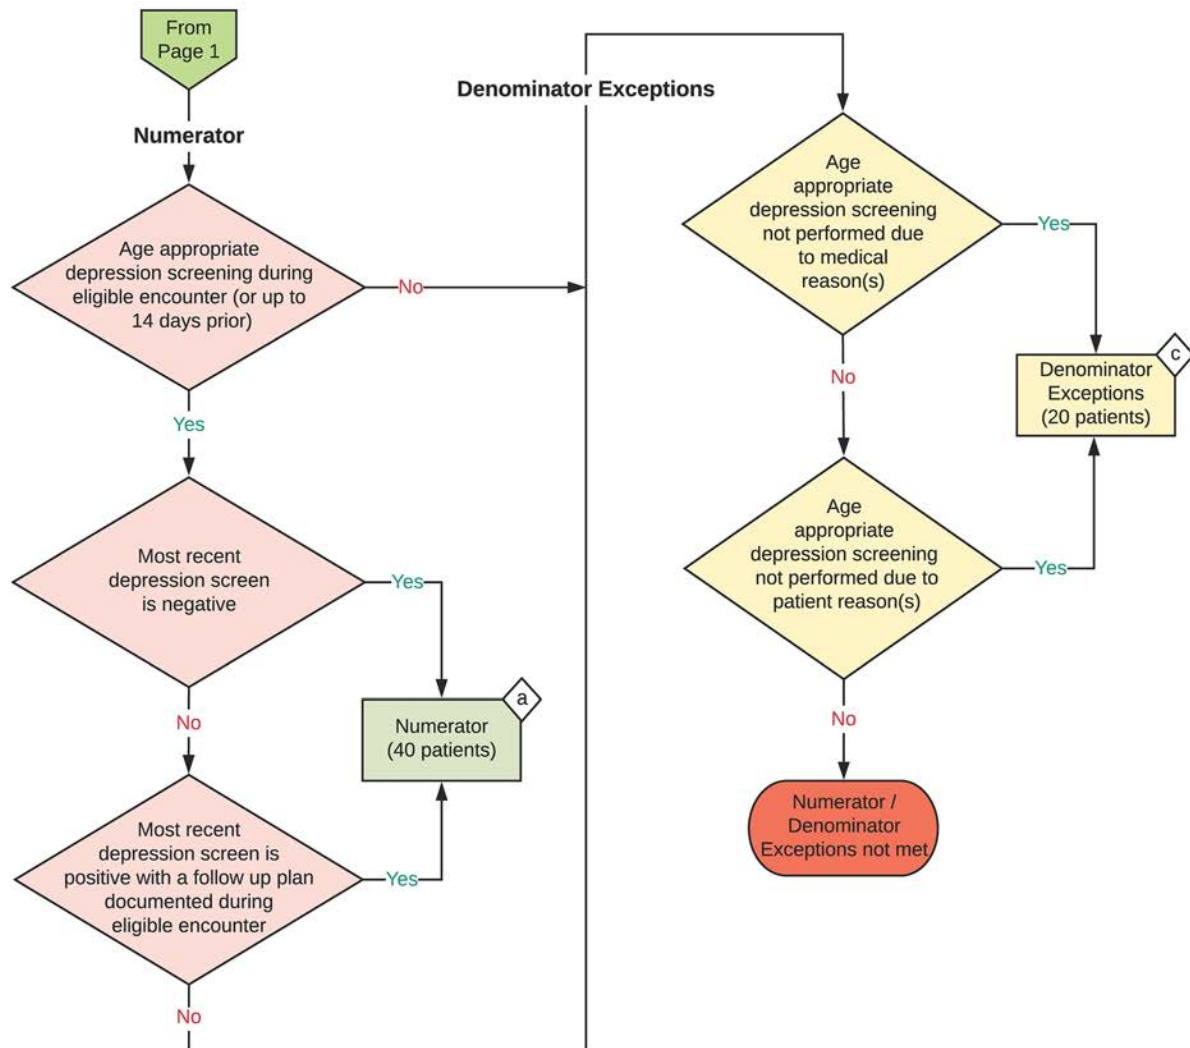 From
Page 1
Numerator
Age appropriate
depression screening during
eligible encounter (or up to
14 days prior)
No
Yes
Most recent
depression screen
is negative
Yes
No
a
Numerator
(40 patients)
Most recent
depression screen is
positive with a follow up plan
documented during
eligible encounter
Yes
No
Denominator Exceptions
Age
appropriate
depression screening
not performed due
to medical
reason(s)
Yes
No
c
Denominator
Exceptions
(20 patients)
Age
appropriate
depression screening
not performed due to
patient reason(s)
Yes
No
Numerator /
Denominator
Exceptions not met